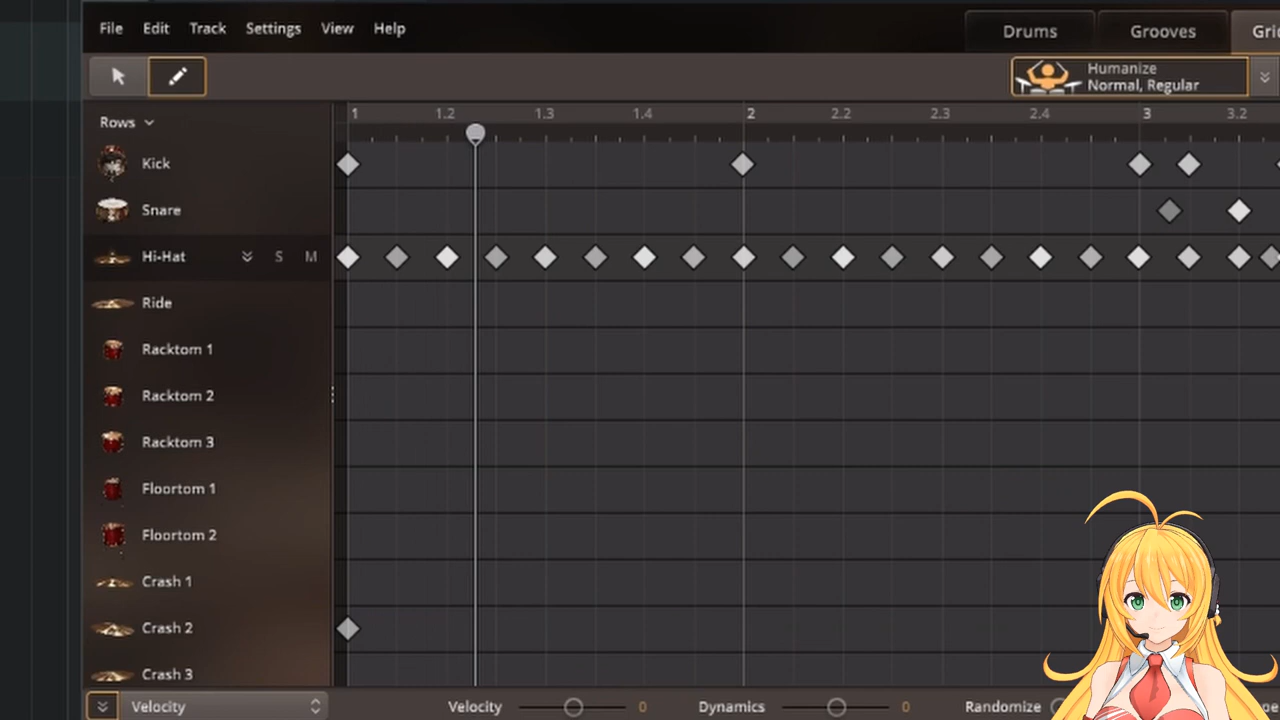 File Edit Track Settings View Help
Drums Grooves
Humanize
Normal, Regular
Rows 1 1.2 1.3 1.4 2 2.2 2.3 2.4 3 3.2
Kick
Snare
Hi-Hat S M
Ride
Racktom 1
Racktom 2
Racktom 3
Floortom 1
Floortom 2
Crash 1
Crash 2
Crash 3
Velocity Velocity 0 Dynamics 0 Randomize